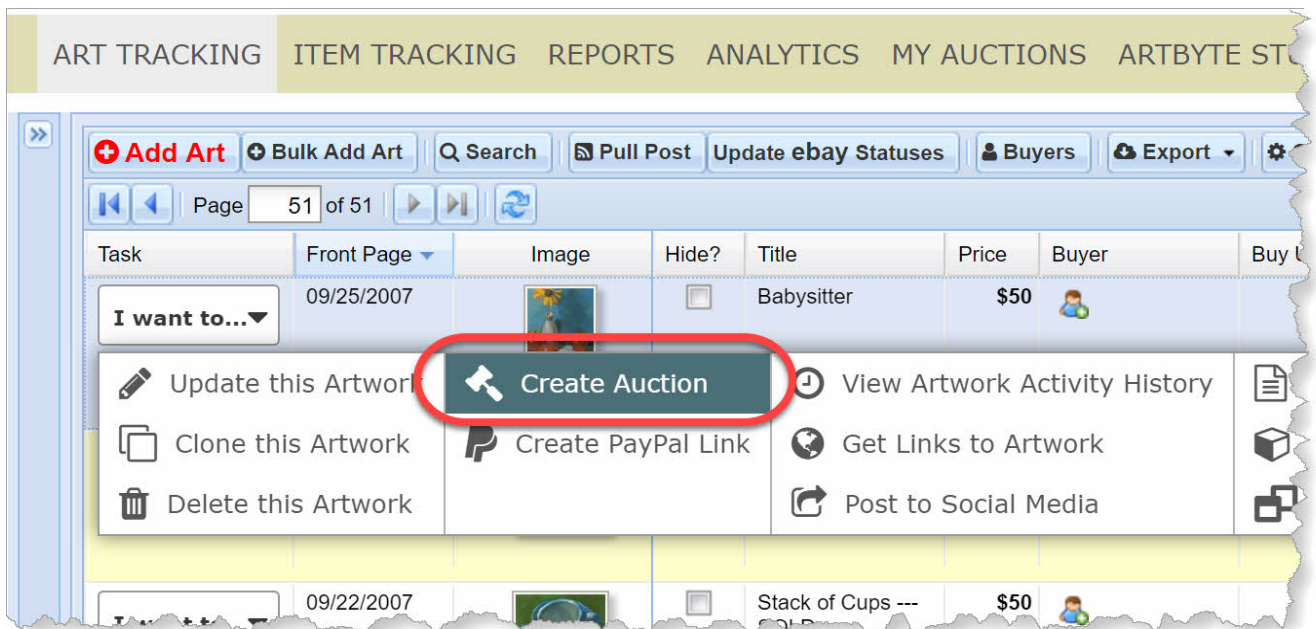 ART TRACKING ITEM TRACKING REPORTS ANALYTICS MY AUCTIONS ARTBYTE
Add Art Bulk Add Art Search Pull Post Update ebay Statuses Buyers Export
Page 51 of 51
Task Front Page Image Hide? Title Price Buyer Buy
I want to... 09/25/2007 Babysitter $50
Update this Artwork Create Auction View Artwork Activity History
Clone this Artwork Create PayPal Link Get Links to Artwork
Delete this Artwork Post to Social Media
09/22/2007 Stack of Cups --- $50